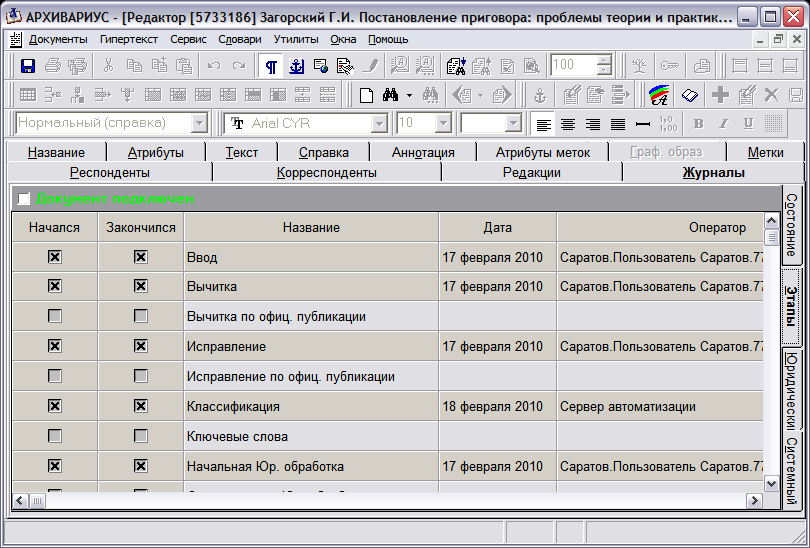 АРХИВАРИУС - [Редактор [5733186] Загорский Г.И. Постановление приговора: проблемы теории и практик...
Документы Гипертекст Сервис Словари Утилиты Окна Помощь
100
Нормальный (справка) Arial CYR 10 B I U
Название Атрибуты Текст Справка Аннотация Атрибуты меток Граф. образ Метки
Респонденты Корреспонденты Редакции Журналы
Документ подключен
Начался Закончился Название Дата Оператор
Ввод 17 февраля 2010 Саратов.Пользователь Саратов.77
Вычитка 17 февраля 2010 Саратов.Пользователь Саратов.77
Вычитка по офиц. публикации
Исправление 17 февраля 2010 Саратов.Пользователь Саратов.77
Исправление по офиц. публикации
Классификация 18 февраля 2010 Сервер автоматизации
Ключевые слова
Начальная Юр. обработка 17 февраля 2010 Саратов.Пользователь Саратов.77
Состояние
Этапы
Юридически
Системный